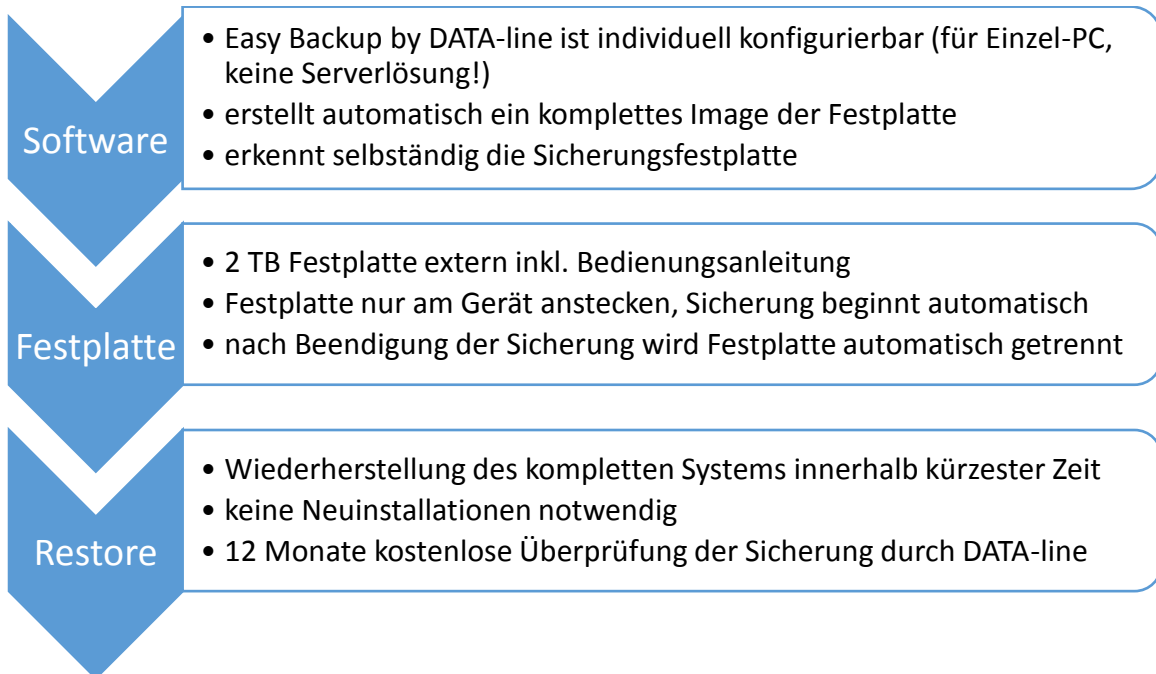 Software
• Easy Backup by DATA-line ist individuell konfigurierbar (für Einzel-PC,
keine Serverlösung!)
• erstellt automatisch ein komplettes Image der Festplatte
• erkennt selbständig die Sicherungsfestplatte
Festplatte
• 2 TB Festplatte extern inkl. Bedienungsanleitung
• Festplatte nur am Gerät anstecken, Sicherung beginnt automatisch
• nach Beendigung der Sicherung wird Festplatte automatisch getrennt
Restore
• Wiederherstellung des kompletten Systems innerhalb kürzester Zeit
• keine Neuinstallationen notwendig
• 12 Monate kostenlose Überprüfung der Sicherung durch DATA-line